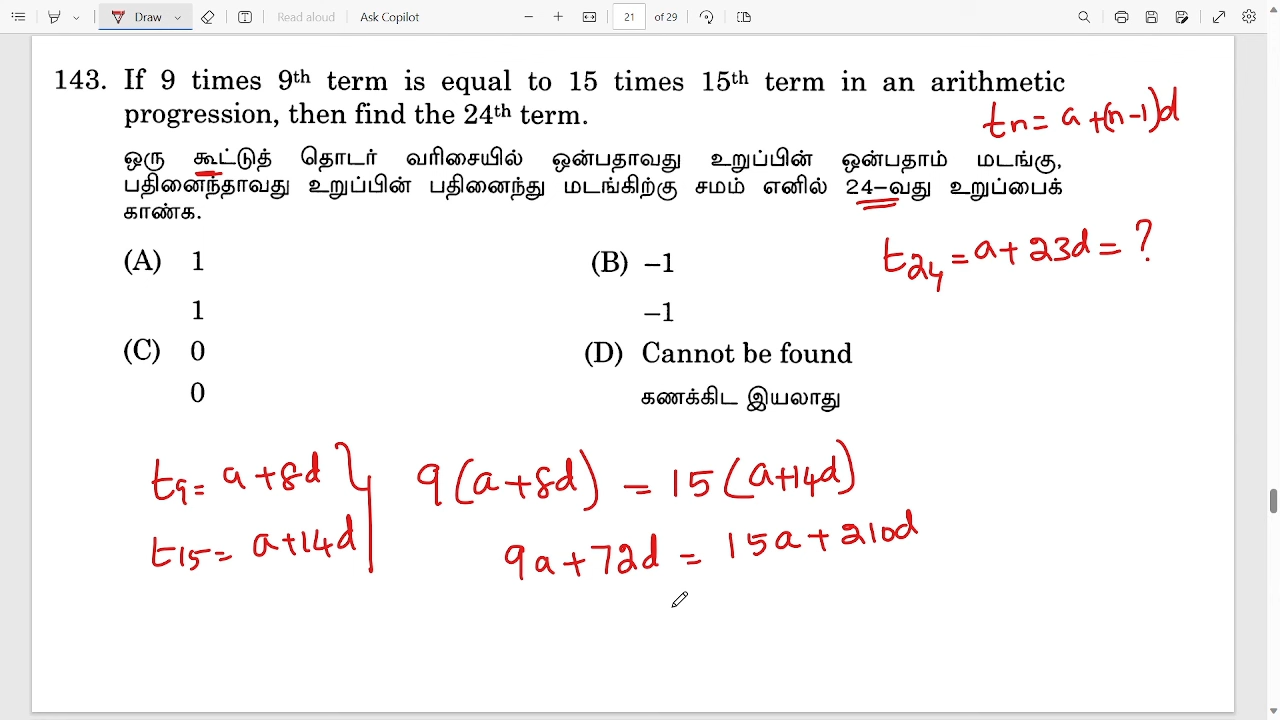 Draw
Read aloud
Ask Copilot
21
of 29
143. If 9 times 9th term is equal to 15 times 15th term in an arithmetic
progression, then find the 24th term.
tn = a+(n-1)d
ஒரு கூட்டுத் தொடர் வரிசையில் ஒன்பதாவது உறுப்பின் ஒன்பதாம் மடங்கு,
பதினைந்தாவது உறுப்பின் பதினைந்து மடங்கிற்கு சமம் எனில் 24–வது உறுப்பைக்
காண்க.
t24 = a+23d = ?
(A) 1
1
(B) –1
–1
(C) 0
0
(D) Cannot be found
கணக்கிட இயலாது
t9 = a+8d
t15 = a+14d
9(a+8d) = 15(a+14d)
9a+72d = 15a+210d